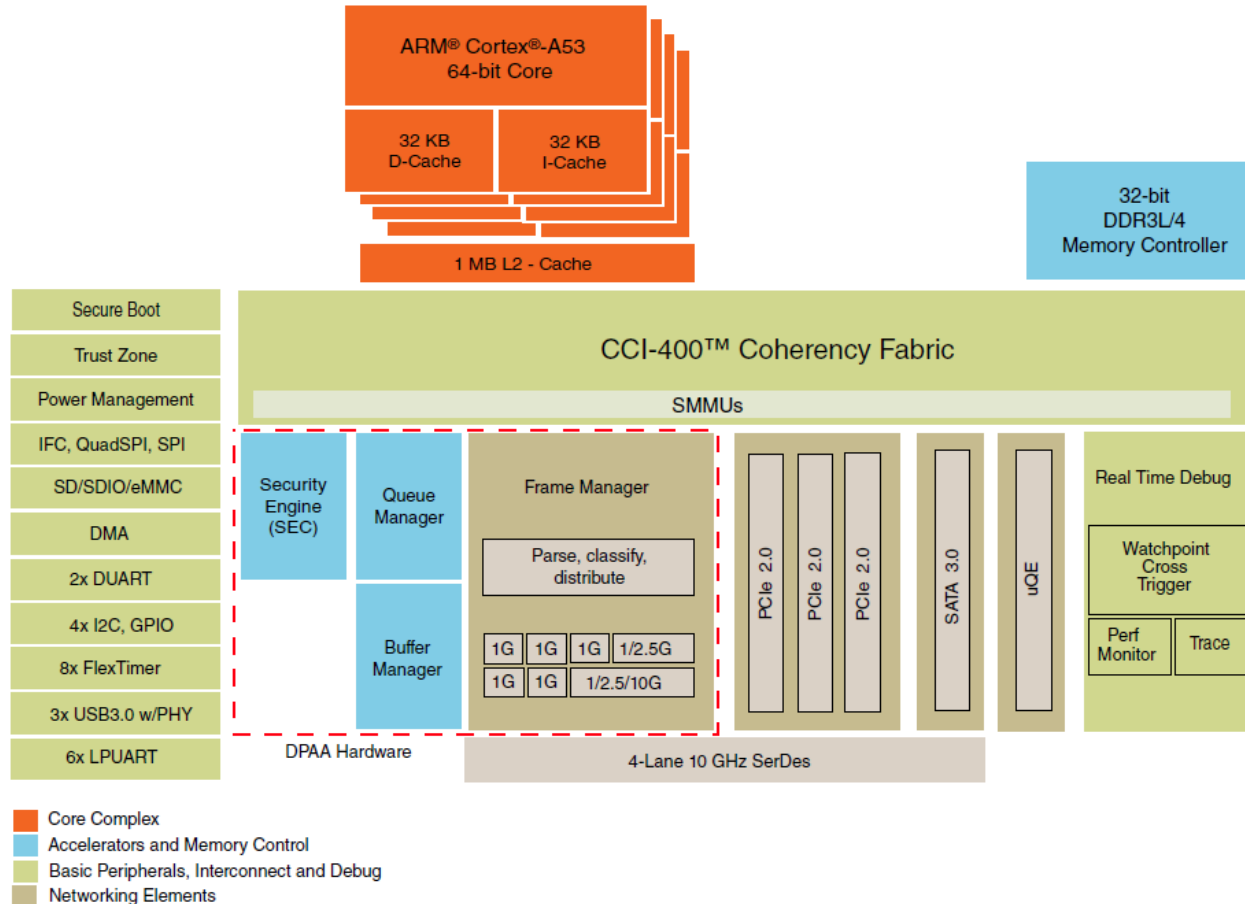 ARM® Cortex®-A53
64-bit Core
32 KB
D-Cache
32 KB
I-Cache
1 MB L2 - Cache
32-bit
DDR3L/4
Memory Controller
Secure Boot
Trust Zone
Power Management
IFC, QuadSPI, SPI
SD/SDIO/eMMC
DMA
2x DUART
4x I2C, GPIO
8x FlexTimer
3x USB3.0 w/PHY
6x LPUART
CCI-400™ Coherency Fabric
SMMUs
Security
Engine
(SEC)
Queue
Manager
Buffer
Manager
Frame Manager
Parse, classify,
distribute
1G 1G 1G 1/2.5G
1G 1G 1/2.5/10G
DPAA Hardware
PCIe 2.0
PCIe 2.0
PCIe 2.0
SATA 3.0
uQE
4-Lane 10 GHz SerDes
Real Time Debug
Watchpoint
Cross
Trigger
Perf
Monitor
Trace
Core Complex
Accelerators and Memory Control
Basic Peripherals, Interconnect and Debug
Networking Elements